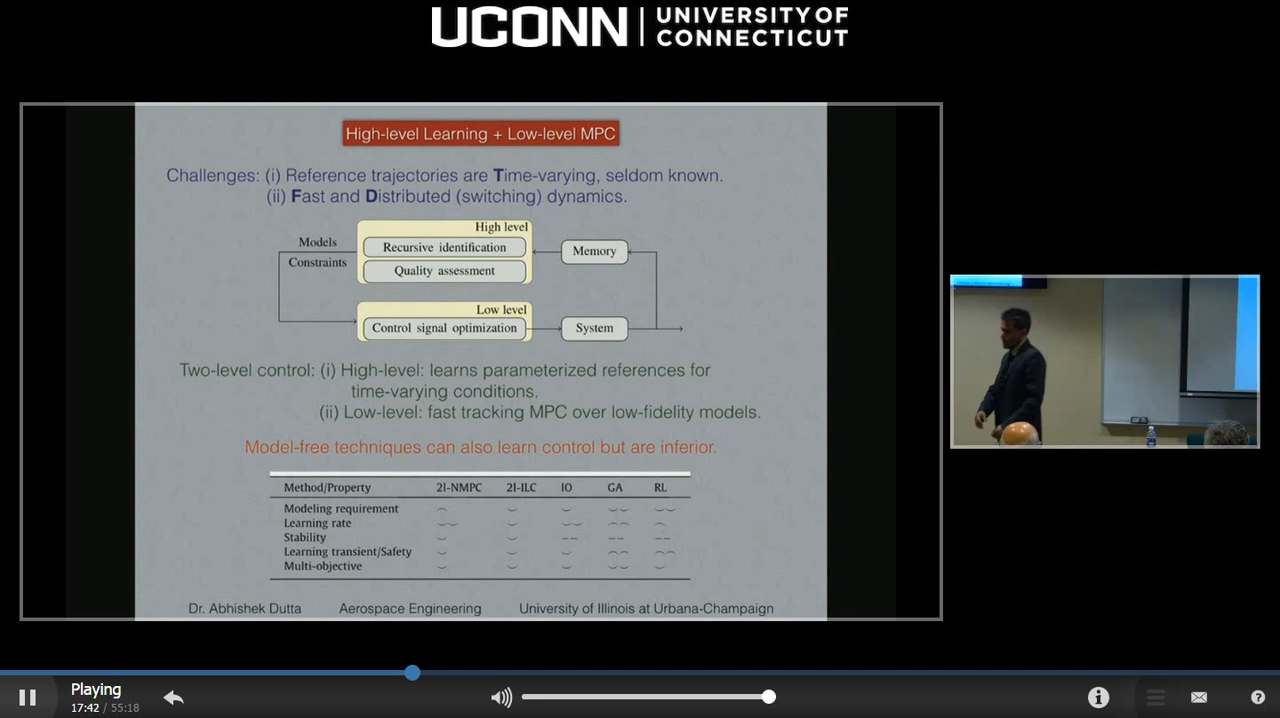 UCONN UNIVERSITY OF
CONNECTICUT
High-level Learning + Low-level MPC
Challenges: (i) Reference trajectories are Time-varying, seldom known.
(ii) Fast and Distributed (switching) dynamics.
High level
Models
Recursive identification
Memory
Constraints
Quality assessment
Low level
Control signal optimization
System
Two-level control: (i) High-level: learns parameterized references for
time-varying conditions.
(ii) Low-level: fast tracking MPC over low-fidelity models.
Model-free techniques can also learn control but are inferior.
Method/Property 2l-NMPC 2l-ILC IO GA RL
Modeling requirement
Learning rate
Stability
Learning transient/Safety
Multi-objective
Dr. Abhishek Dutta Aerospace Engineering University of Illinois at Urbana-Champaign
Playing
17:42 / 55:18